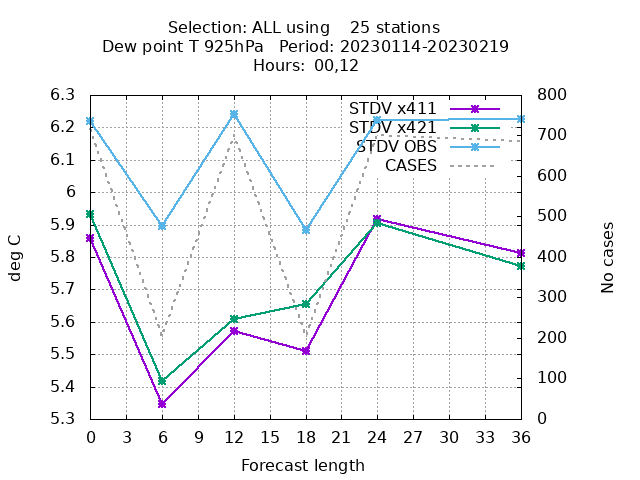 Selection: ALL using    25 stations
Dew point T 925hPa   Period: 20230114-20230219
Hours:  00,12
6.3
6.2
6.1
6
5.9
5.8
5.7
5.6
5.5
5.4
5.3
deg C
STDV x411
STDV x421
STDV OBS
CASES
800
700
600
500
400
300
200
100
0
No cases
0 3 6 9 12 15 18 21 24 27 30 33 36
Forecast length